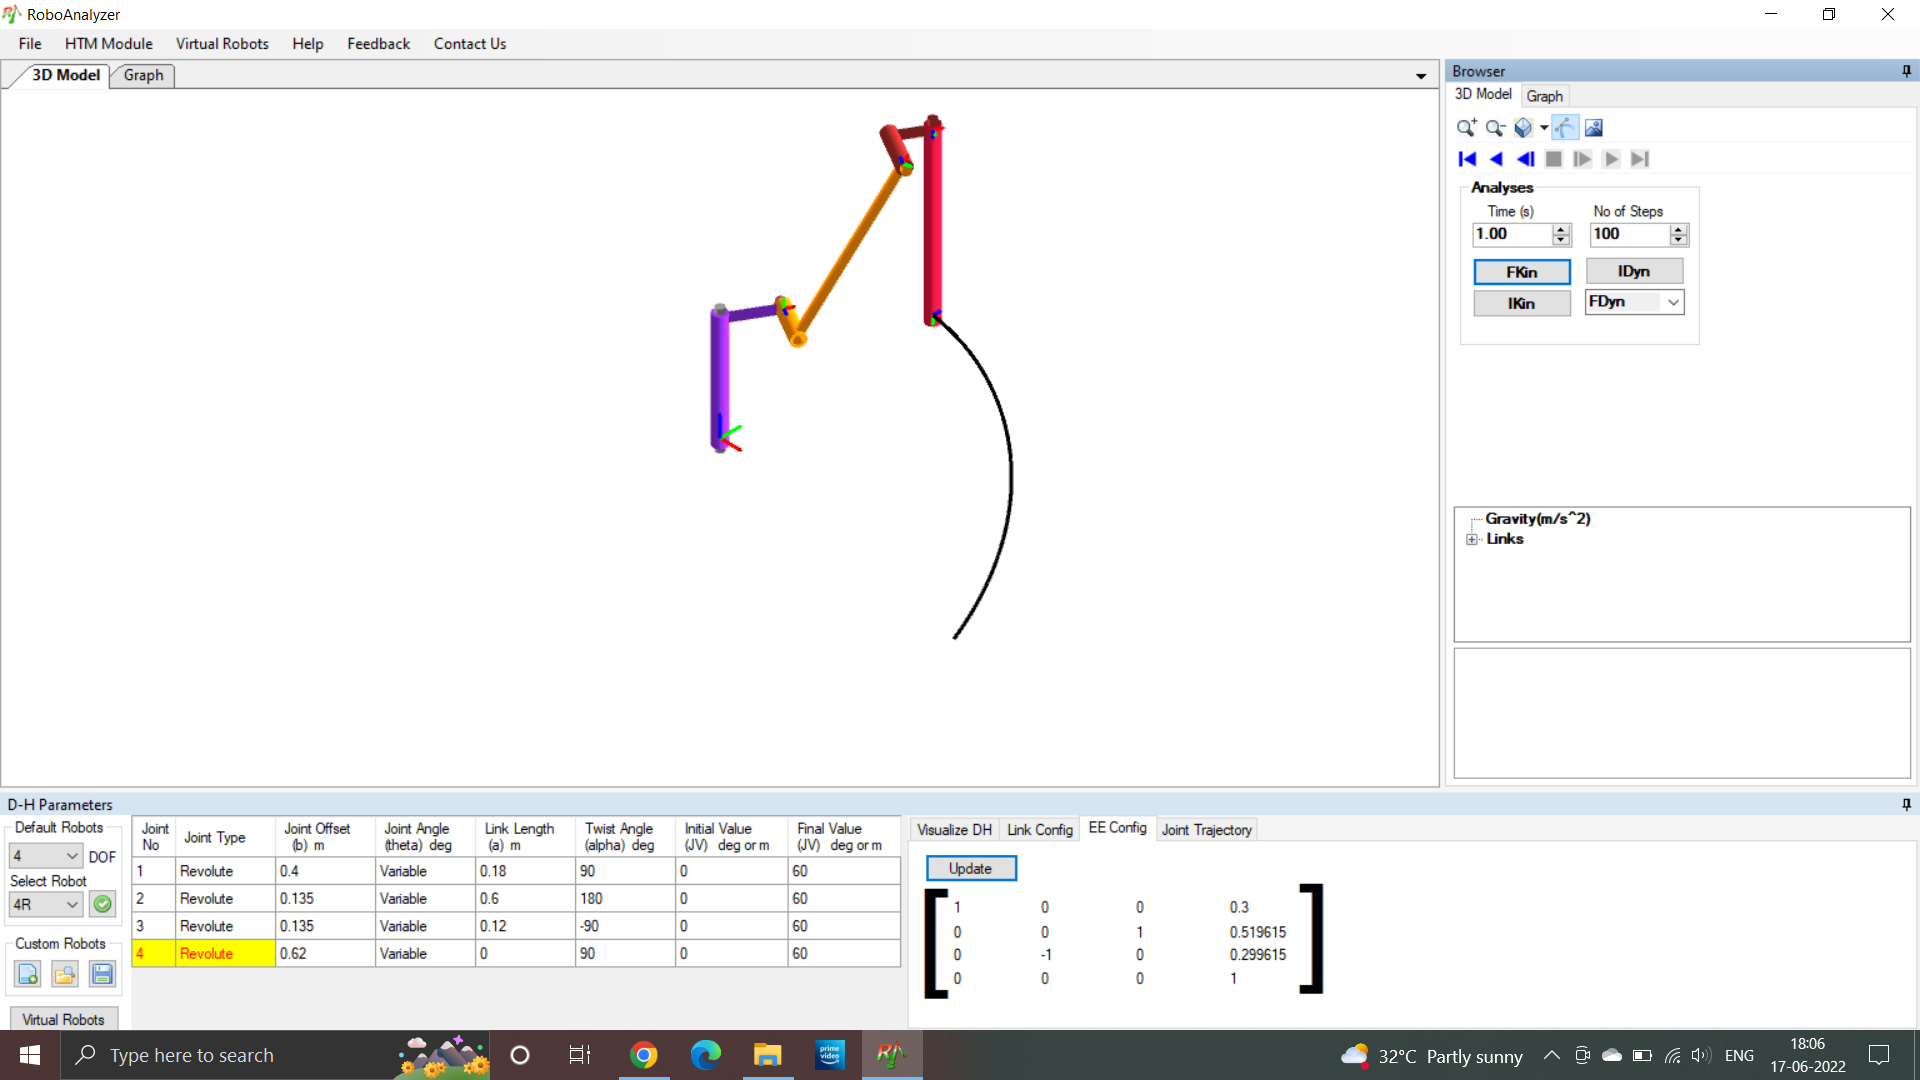 RoboAnalyzer
File HTM Module Virtual Robots Help Feedback Contact Us
3D Model Graph
Browser
3D Model Graph
Analyses
Time (s) No of Steps
1.00 100
FKin IDyn
IKin FDyn
Gravity(m/s^2)
Links
D-H Parameters
Default Robots
4 DOF
Select Robot
4R
Custom Robots
Virtual Robots
Joint No Joint Type Joint Offset (b) m Joint Angle (theta) deg Link Length (a) m Twist Angle (alpha) deg Initial Value (JV) deg or m Final Value (JV) deg or m
1 Revolute 0.4 Variable 0.18 90 0 60
2 Revolute 0.135 Variable 0.6 180 0 60
3 Revolute 0.135 Variable 0.12 -90 0 60
4 Revolute 0.62 Variable 0 90 0 60
Visualize DH Link Config EE Config Joint Trajectory
Update
1 0 0 0.3
0 0 1 0.519615
0 -1 0 0.299615
0 0 0 1
Type here to search
prime video
32°C Partly sunny
ENG
18:06
17-06-2022